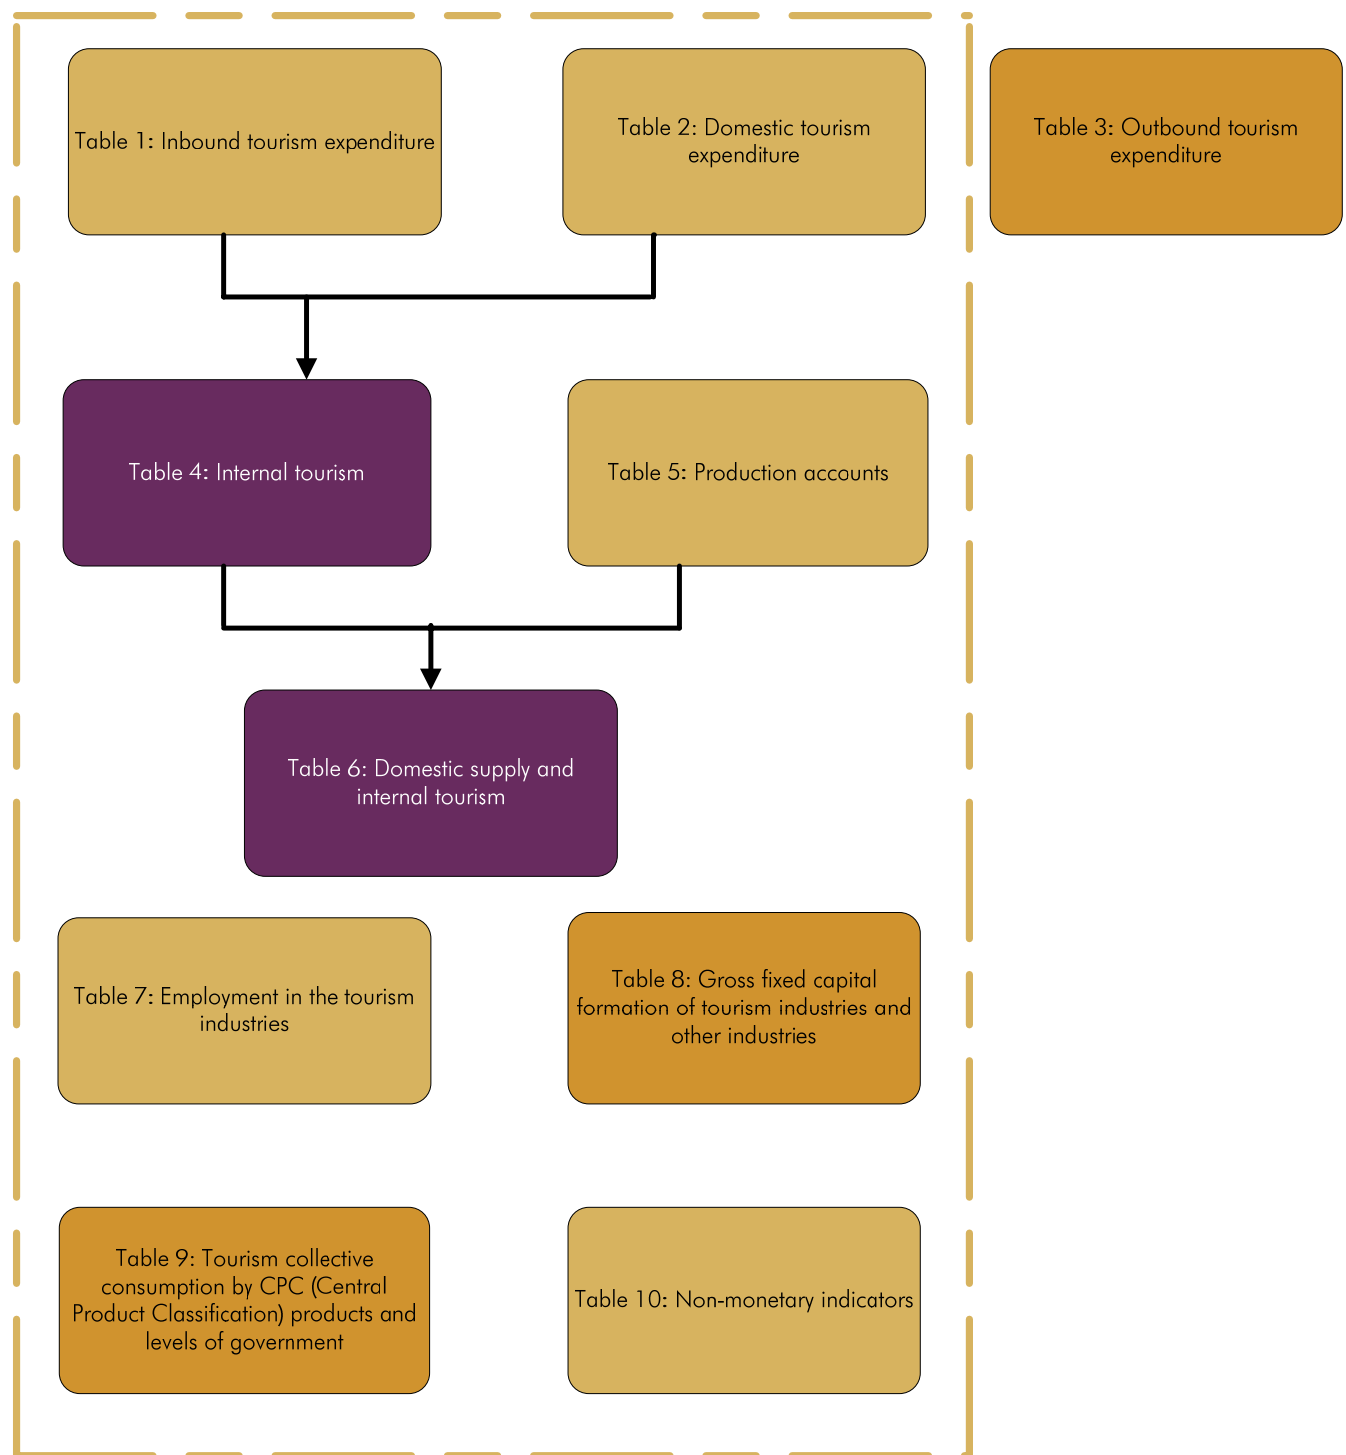 Table 1: Inbound tourism expenditure
Table 2: Domestic tourism
expenditure
Table 3: Outbound tourism
expenditure
Table 4: Internal tourism
Table 5: Production accounts
Table 6: Domestic supply and
internal tourism
Table 7: Employment in the tourism
industries
Table 8: Gross fixed capital
formation of tourism industries and
other industries
Table 9: Tourism collective
consumption by CPC (Central
Product Classification) products and
levels of government
Table 10: Non-monetary indicators